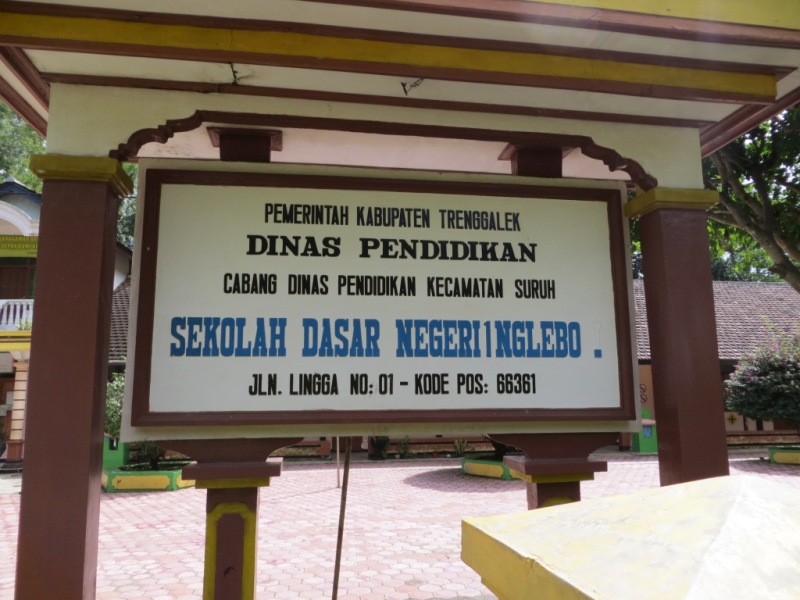 PEMERINTAH KABUPATEN TRENGGALEK
DINAS PENDIDIKAN
CABANG DINAS PENDIDIKAN KECAMATAN SURUH
SEKOLAH DASAR NEGERI 1 NGLEBO .
JLN. LINGGA NO: 01 - KODE POS: 66361